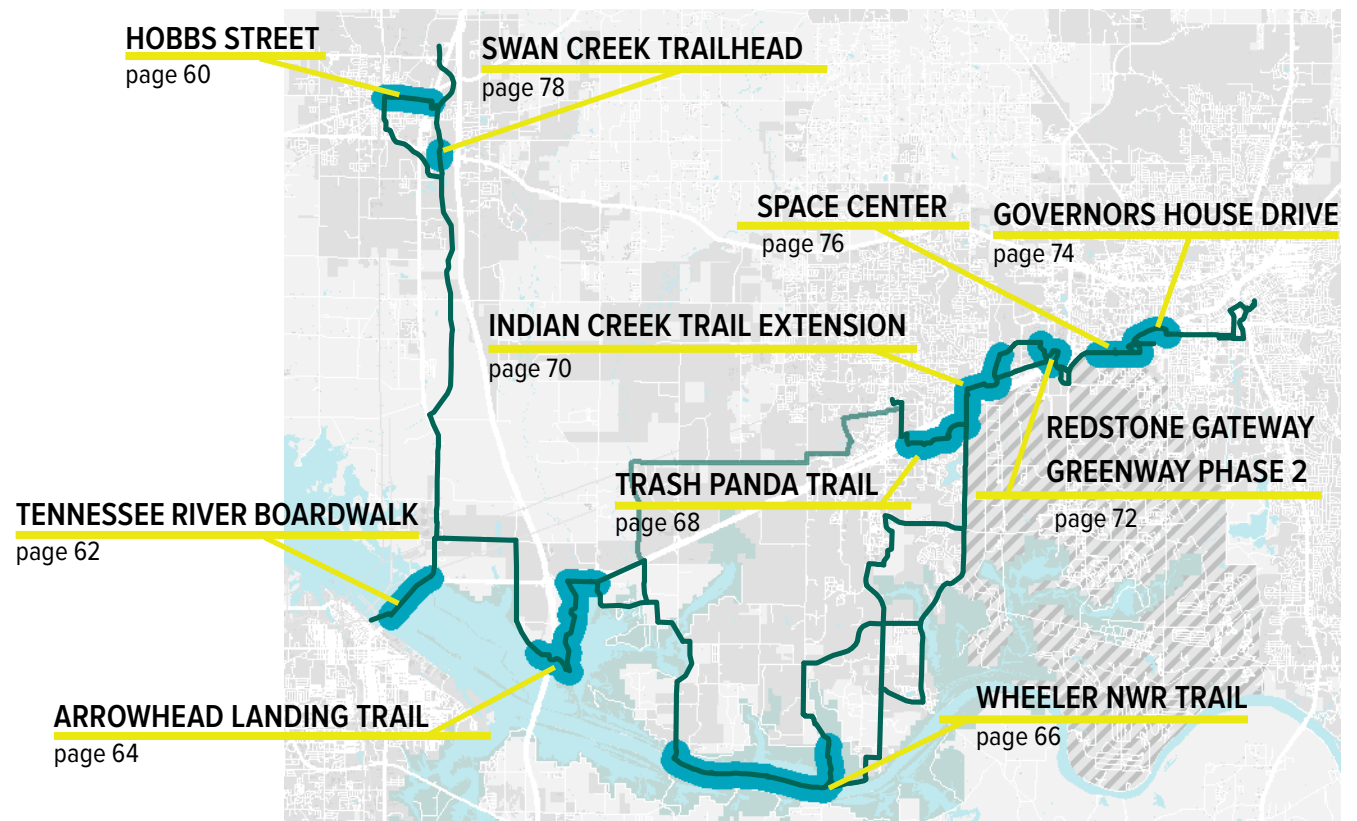 HOBBS STREET
page 60
SWAN CREEK TRAILHEAD
page 78
SPACE CENTER
page 76
GOVERNORS HOUSE DRIVE
page 74
INDIAN CREEK TRAIL EXTENSION
page 70
REDSTONE GATEWAY
GREENWAY PHASE 2
page 72
TRASH PANDA TRAIL
page 68
TENNESSEE RIVER BOARDWALK
page 62
WHEELER NWR TRAIL
page 66
ARROWHEAD LANDING TRAIL
page 64